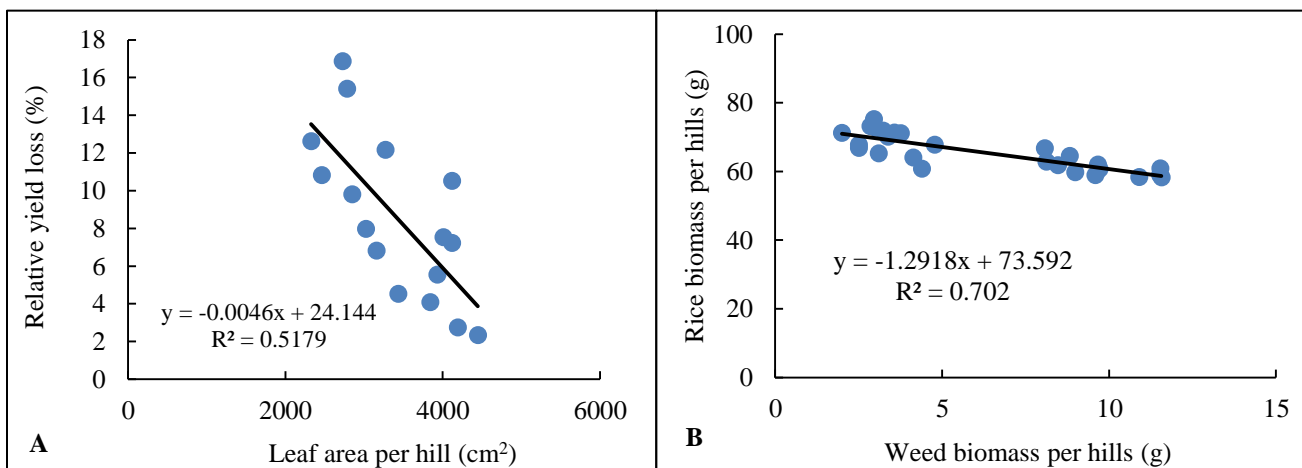 18
16
14
12
10
8
6
4
2
0
Relative yield loss (%)
y = -0.0046x + 24.144
R² = 0.5179
0 2000 4000 6000
Leaf area per hill (cm²)
A
100
80
60
40
20
0
Rice biomass per hills (g)
y = -1.2918x + 73.592
R² = 0.702
0 5 10 15
Weed biomass per hills (g)
B